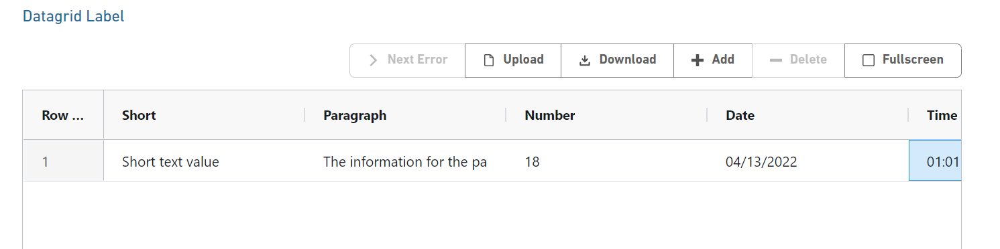 Datagrid Label
Next Error Upload Download Add Delete Fullscreen
Row ... Short Paragraph Number Date Time
1 Short text value The information for the pa 18 04/13/2022 01:01